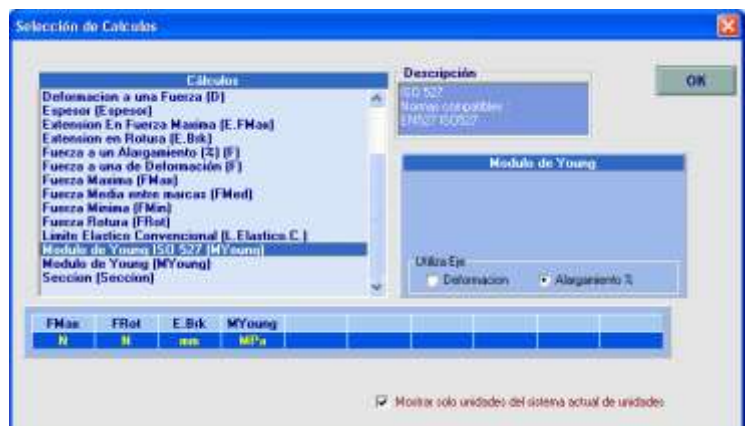 Selección de Calculos
Cálculos
Deformacion a una Fuerza (D)
Espesor (Espesor)
Extension En Fuerza Maxima (E.FMax)
Extension en Rotura (E.Brk)
Fuerza a un Alargamiento (%) (F)
Fuerza a una de Deformación (F)
Fuerza Maxima (FMax)
Fuerza Media entre marcas (FMed)
Fuerza Minima (FMin)
Fuerza Rotura (FRot)
Limite Elastico Convencional (L.Elastico.C.)
Modulo de Young ISO 527 (MYoung)
Modulo de Young (MYoung)
Seccion (Seccion)
Descripción
ISO 527
Normas compatibles
EN527 ISO527
OK
Modulo de Young
Utiliza Eje
Deformacion
Alargamiento %
FMax FRot E.Brk MYoung
N N mm MPa
Mostrar solo unidades del sistema actual de unidades